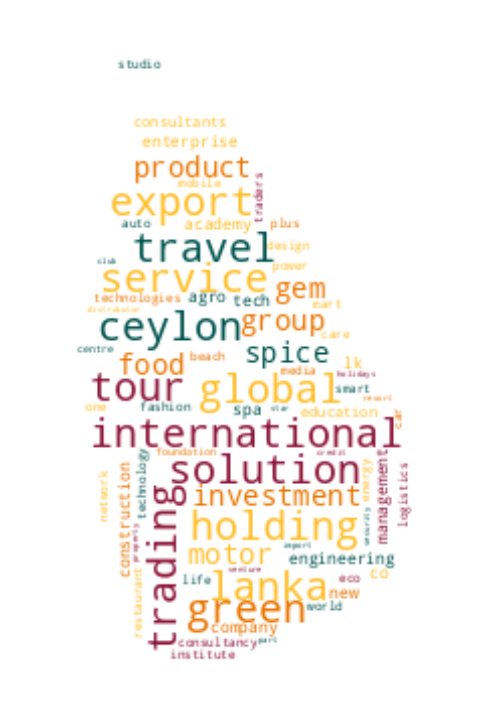 studio
consultants
enterprise
product
mobile
traders
export
auto
academy
plus
travel
design
club
power
service
technologies
agro
tech
gem
distributor
mart
ceylon
group
care
centre
spice
food
beach
lk
media
holidays
tour
global
smart
resort
one
fashion
spa
star
education
car
international
foundation
credit
solution
network
construction
technology
property
investment
security
energy
management
logistics
trading
holding
motor
import
engineering
venture
life
eco
co
restaurant
lanka
new
green
world
company
consultancy
part
institute